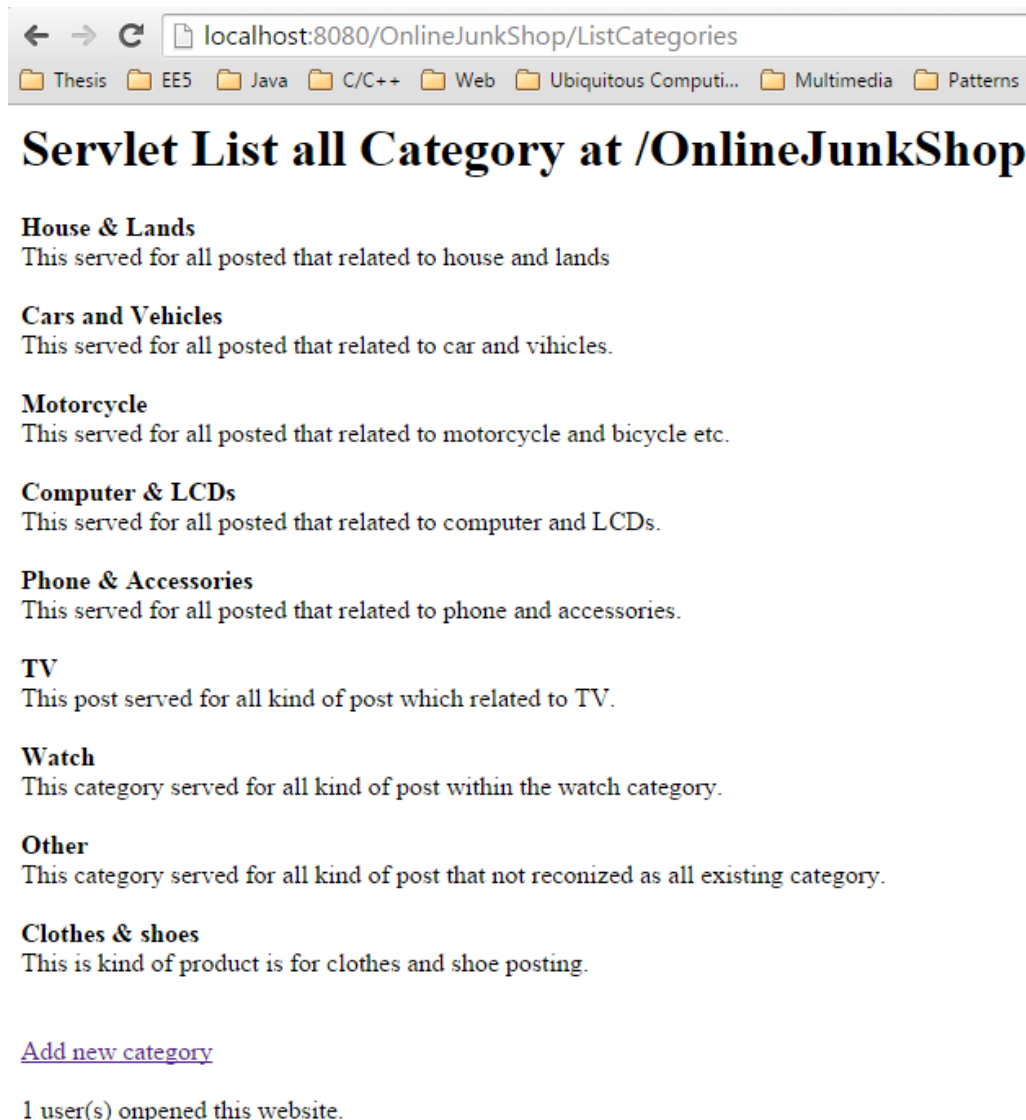 localhost:8080/OnlineJunkShop/ListCategories
Thesis EE5 Java C/C++ Web Ubiquitous Computi... Multimedia Patterns
Servlet List all Category at /OnlineJunkShop
House & Lands
This served for all posted that related to house and lands
Cars and Vehicles
This served for all posted that related to car and vihicles.
Motorcycle
This served for all posted that related to motorcycle and bicycle etc.
Computer & LCDs
This served for all posted that related to computer and LCDs.
Phone & Accessories
This served for all posted that related to phone and accessories.
TV
This post served for all kind of post which related to TV.
Watch
This category served for all kind of post within the watch category.
Other
This category served for all kind of post that not reconized as all existing category.
Clothes & shoes
This is kind of product is for clothes and shoe posting.
Add new category
1 user(s) onpened this website.